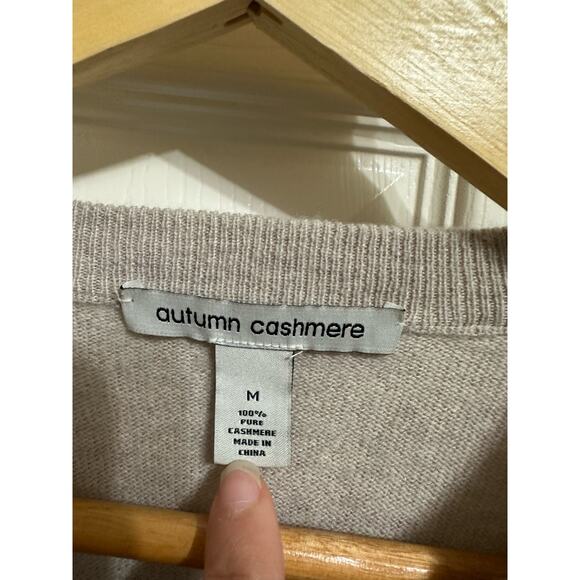 autumn cashmere
M
100%
PURE
CASHMERE
MADE IN
CHINA